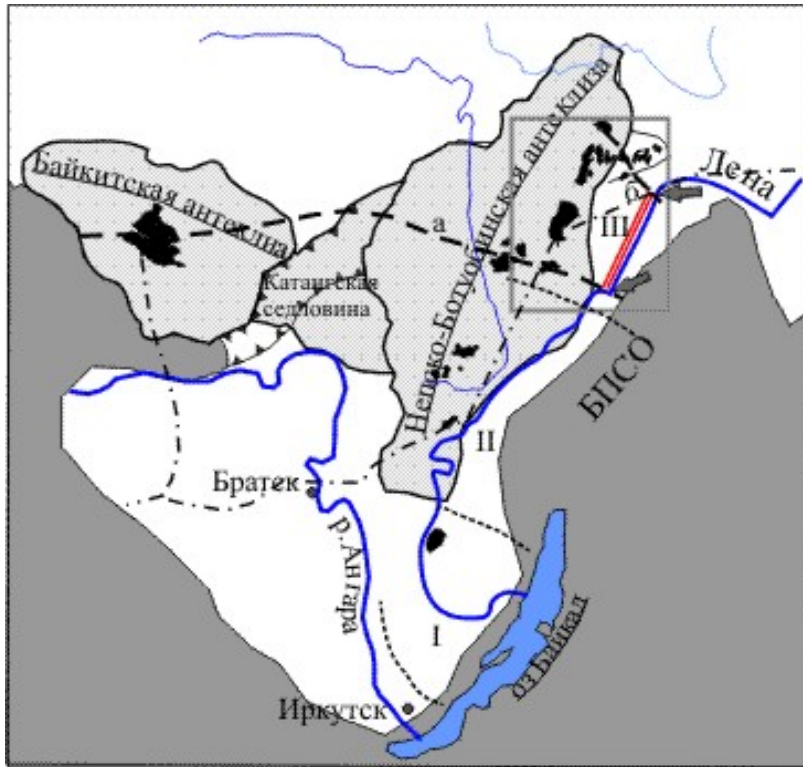 Байкитская антеклиза
Непско-Ботуобинская антеклиза
Лена
а
б
III
Катангская
седловина
БПСО
II
Братск
р. Ангара
I
оз Байкал
Иркутск